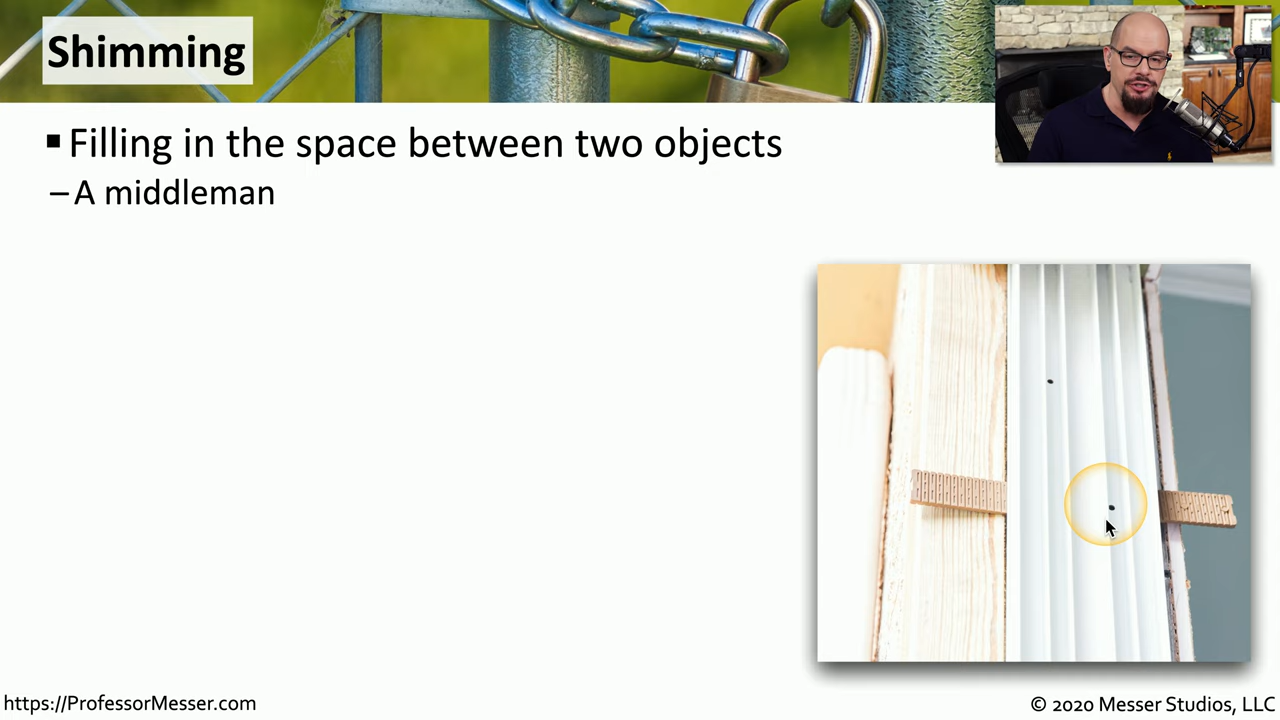 Shimming
▪ Filling in the space between two objects
– A middleman
https://ProfessorMesser.com
© 2020 Messer Studios, LLC